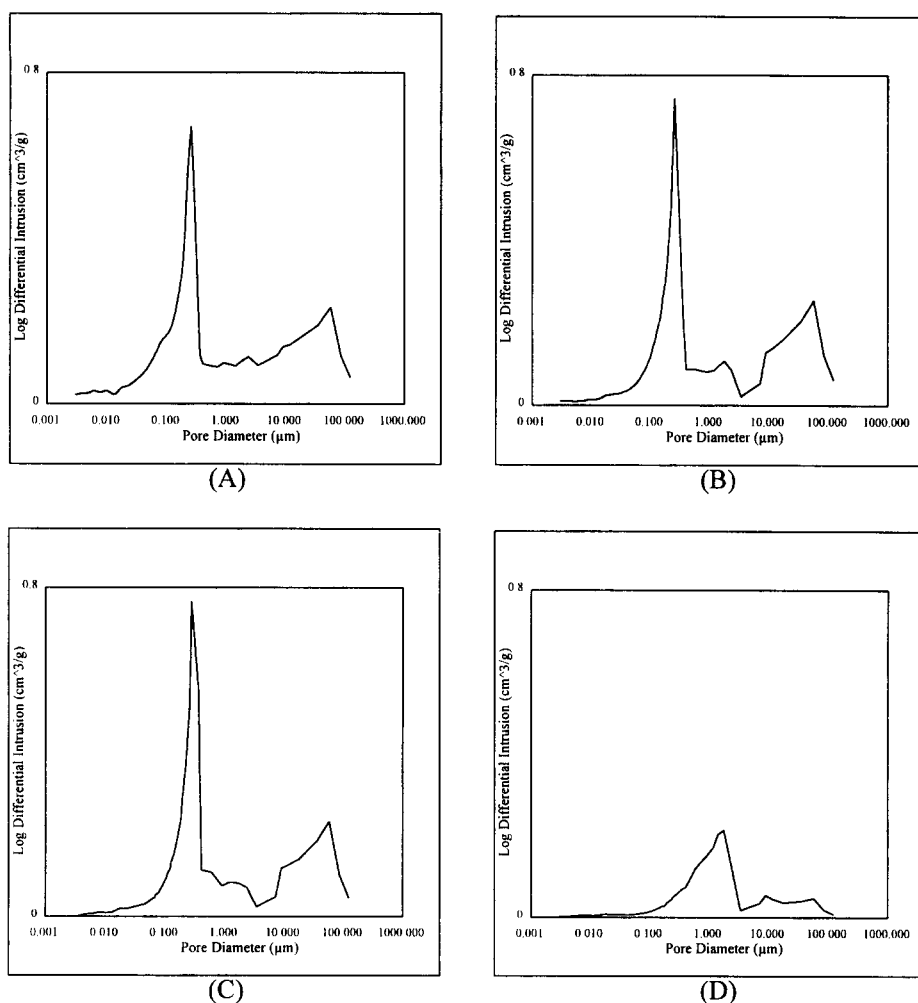 0.8
Log Differential Intrusion (cm^3/g)
0
0.001 0.010 0.100 1.000 10.000 100.000 1000.000
Pore Diameter (µm)
(A)
0.8
Log Differential Intrusion (cm^3/g)
0
0.001 0.010 0.100 1.000 10.000 100.000 1000.000
Pore Diameter (µm)
(B)
0.8
Log Differential Intrusion (cm^3/g)
0
0.001 0.010 0.100 1.000 10.000 100.000 1000.000
Pore Diameter (µm)
(C)
0.8
Log Differential Intrusion (cm^3/g)
0
0.001 0.010 0.100 1.000 10.000 100.000 1000.000
Pore Diameter (µm)
(D)